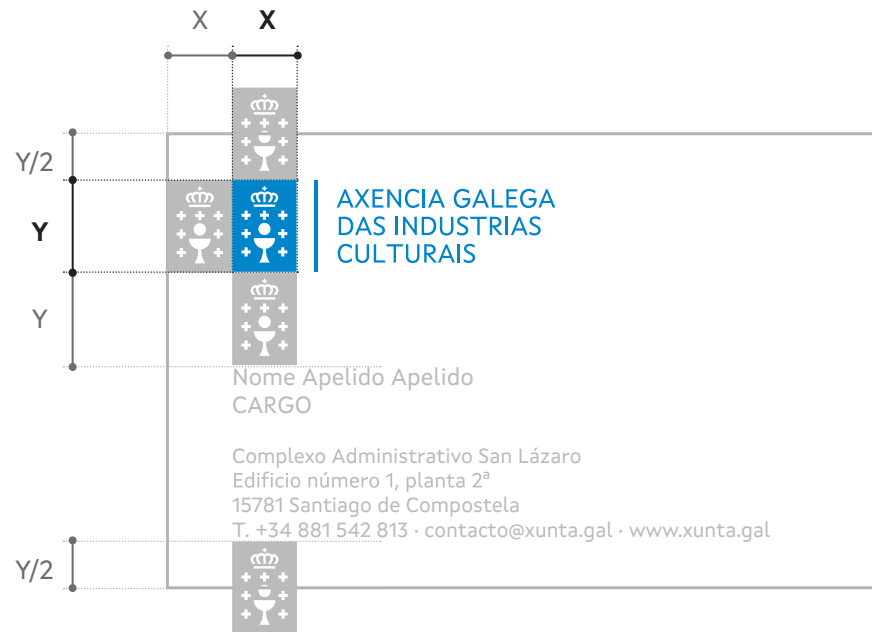 X X
Y/2
Y
Y
Y/2
AXENCIA GALEGA
DAS INDUSTRIAS
CULTURAIS
Nome Apelido Apelido
CARGO
Complexo Administrativo San Lázaro
Edificio número 1, planta 2ª
15781 Santiago de Compostela
T. +34 881 542 813 · contacto@xunta.gal · www.xunta.gal